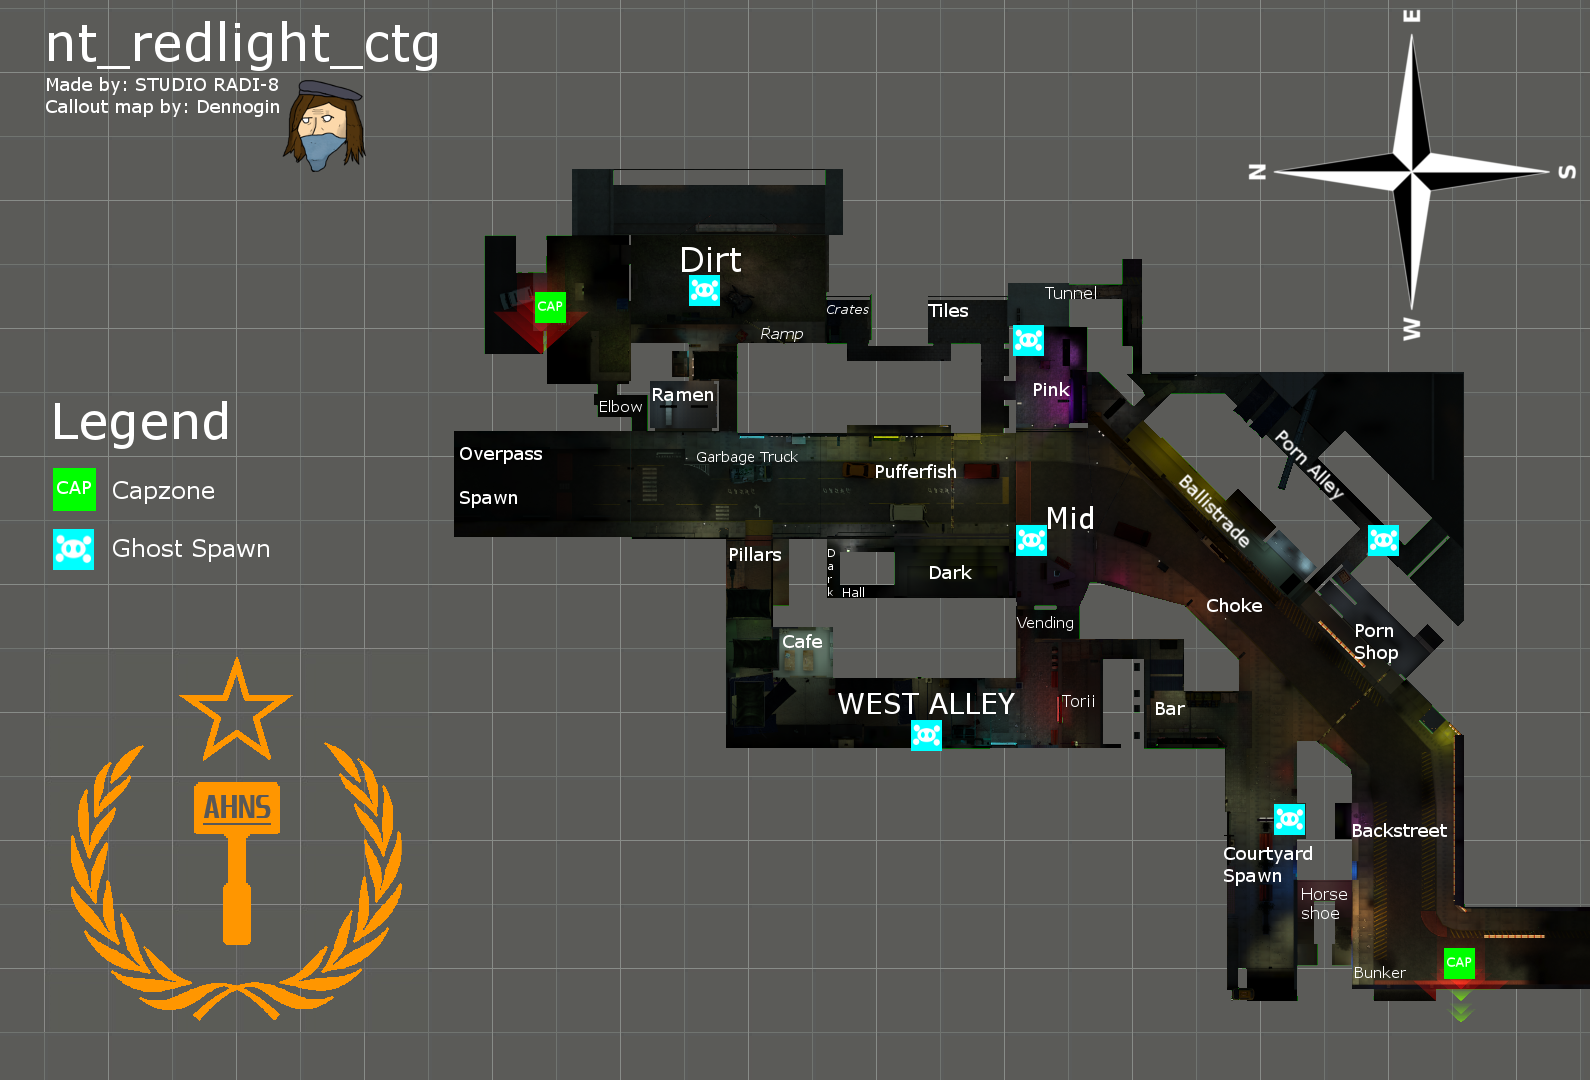 nt_redlight_ctg
Made by: STUDIO RADI-8
Callout map by: Dennogin
E
N
S
W
Dirt
CAP
Crates
Tiles
Tunnel
Ramp
Pink
Ramen
Elbow
Legend
CAP
Capzone
Ghost Spawn
Overpass
Spawn
Garbage Truck
Pufferfish
Mid
Ballistrade
Porn Alley
Pillars
Dark
Hall
Dark
Choke
Vending
Porn
Shop
Cafe
WEST ALLEY
Torii
Bar
AHNS
Courtyard
Spawn
Backstreet
Horse
shoe
Bunker
CAP